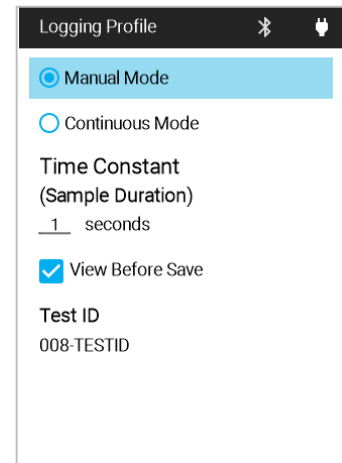 Logging Profile
Manual Mode
Continuous Mode
Time Constant
(Sample Duration)
1 seconds
View Before Save
Test ID
008-TESTID